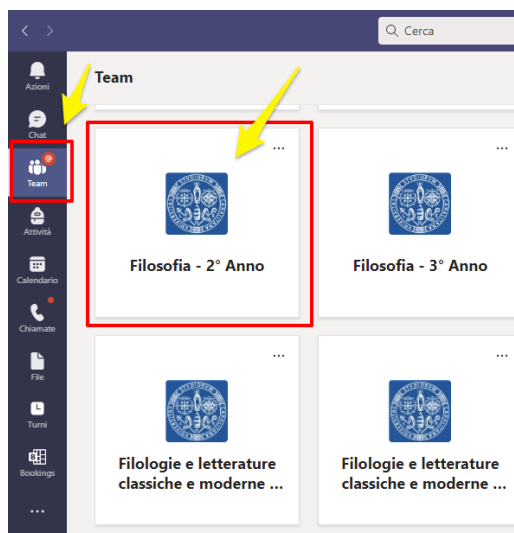 Cerca
Azioni
Chat
Team
Attività
Calendario
Chiamate
File
Turni
Bookings
...
Team
...
Filosofia - 2° Anno
...
Filosofia - 3° Anno
...
Filologie e letterature
classiche e moderne ...
...
Filologie e letterature
classiche e moderne ...